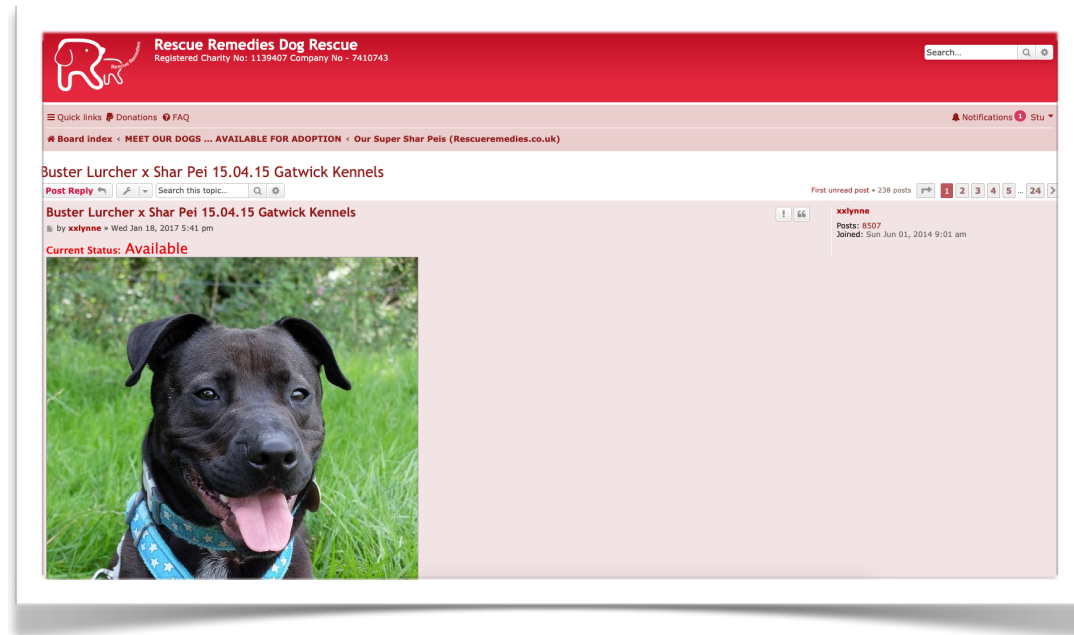 Rescue Remedies Dog Rescue
Registered Charity No: 1139407 Company No - 7410743
Search...
Quick links Donations FAQ
Notifications 1 Stu
Board index ‹ MEET OUR DOGS ... AVAILABLE FOR ADOPTION ‹ Our Super Shar Peis (Rescueremedies.co.uk)
Buster Lurcher x Shar Pei 15.04.15 Gatwick Kennels
Post Reply
Search this topic...
First unread post • 238 posts 1 2 3 4 5 … 24
Buster Lurcher x Shar Pei 15.04.15 Gatwick Kennels
by xxlynne » Wed Jan 18, 2017 5:41 pm
xxlynne
Posts: 8507
Joined: Sun Jun 01, 2014 9:01 am
Current Status: Available